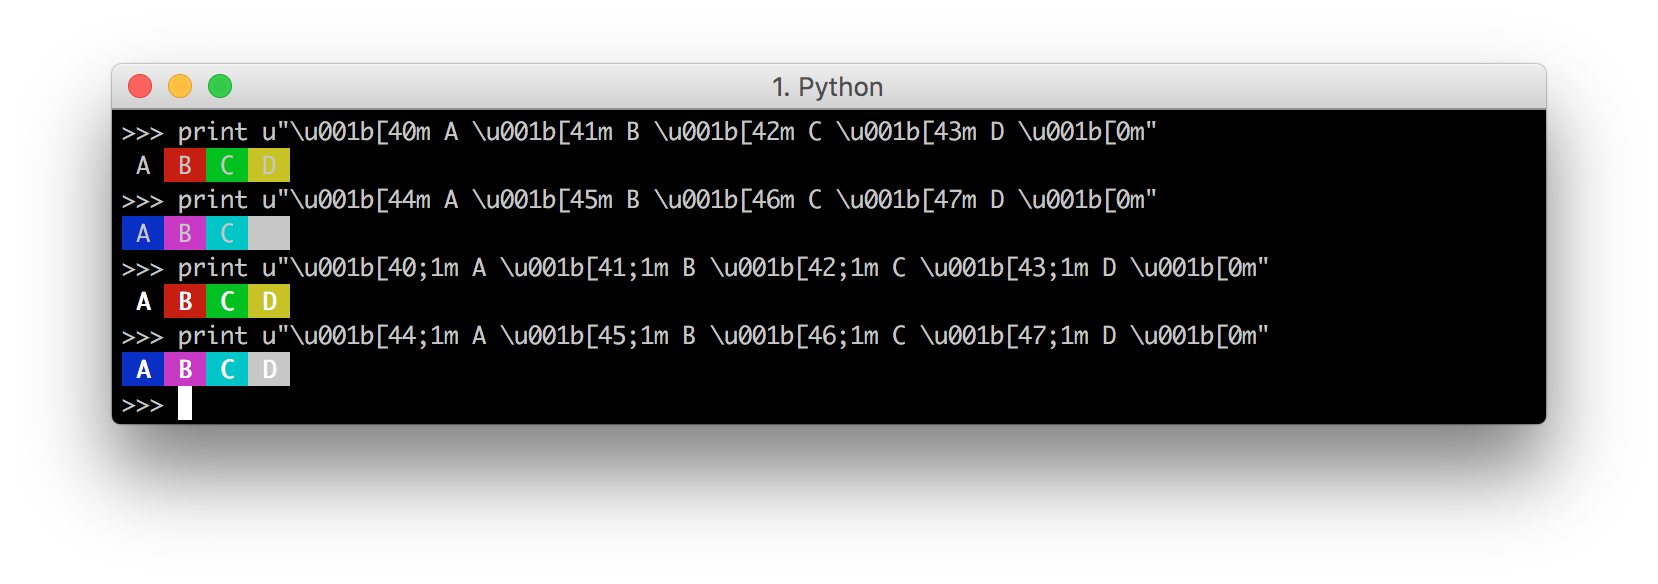 1. Python
>>> print u"\u001b[40m A \u001b[41m B \u001b[42m C \u001b[43m D \u001b[0m"
A B C D
>>> print u"\u001b[44m A \u001b[45m B \u001b[46m C \u001b[47m D \u001b[0m"
A B C
>>> print u"\u001b[40;1m A \u001b[41;1m B \u001b[42;1m C \u001b[43;1m D \u001b[0m"
A B C D
>>> print u"\u001b[44;1m A \u001b[45;1m B \u001b[46;1m C \u001b[47;1m D \u001b[0m"
A B C D
>>>